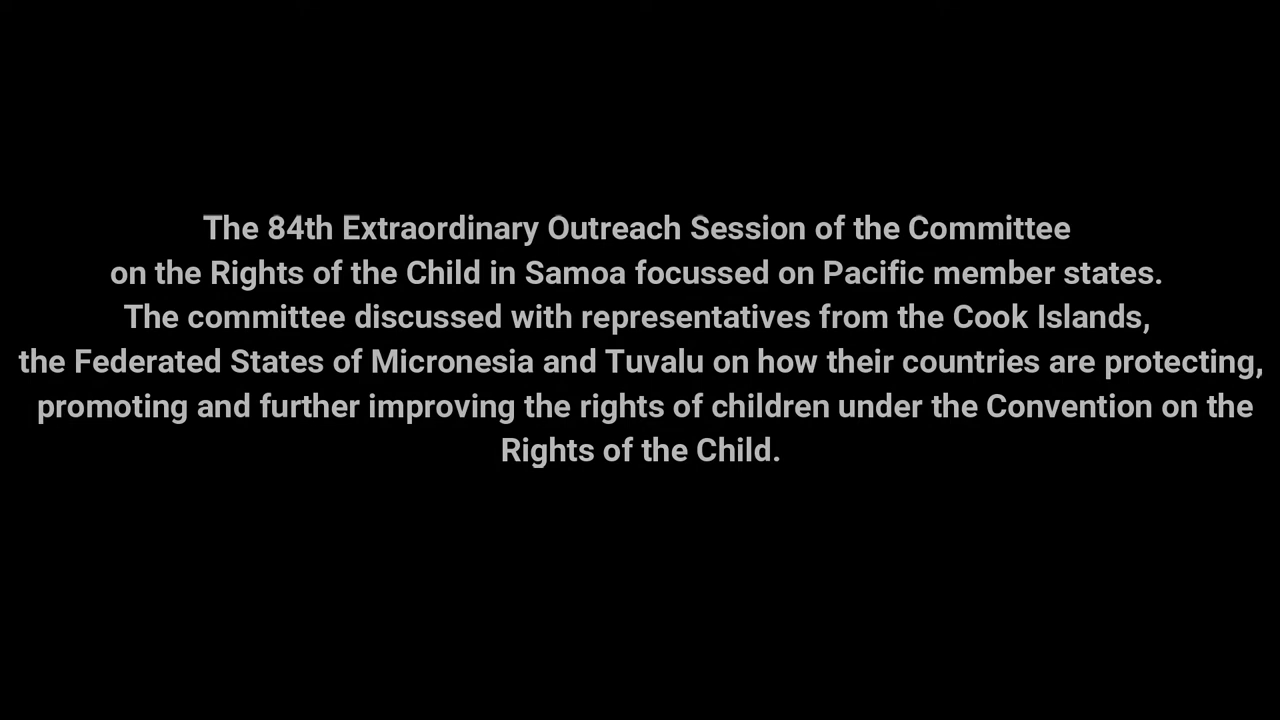 The 84th Extraordinary Outreach Session of the Committee
on the Rights of the Child in Samoa focussed on Pacific member states.
The committee discussed with representatives from the Cook Islands,
the Federated States of Micronesia and Tuvalu on how their countries are protecting,
promoting and further improving the rights of children under the Convention on the
Rights of the Child.